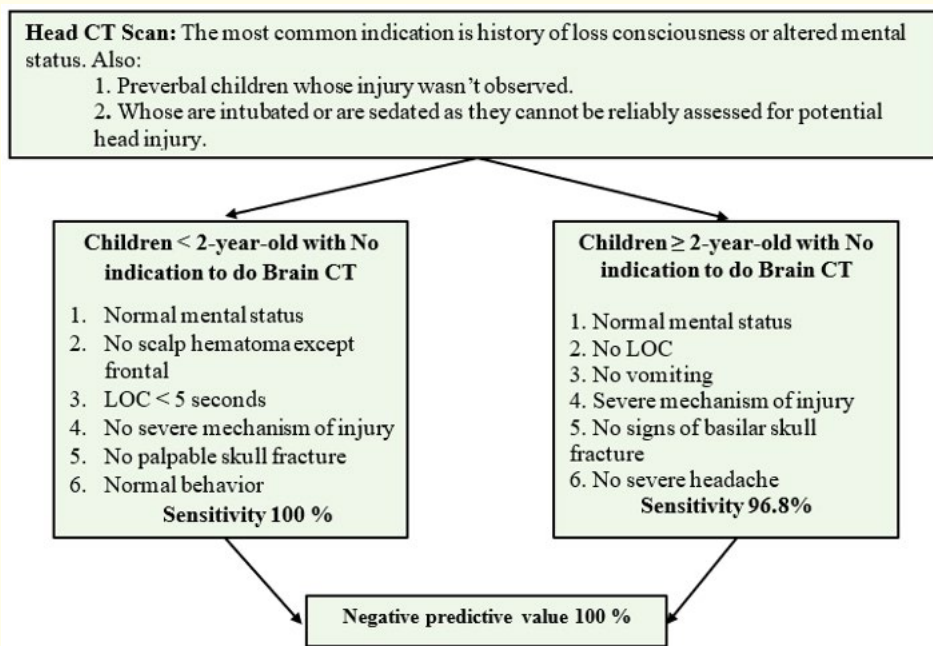 Head CT Scan: The most common indication is history of loss consciousness or altered mental
status. Also:
1. Preverbal children whose injury wasn’t observed.
2. Whose are intubated or are sedated as they cannot be reliably assessed for potential
head injury.
Children < 2-year-old with No
indication to do Brain CT
1. Normal mental status
2. No scalp hematoma except
frontal
3. LOC < 5 seconds
4. No severe mechanism of injury
5. No palpable skull fracture
6. Normal behavior
Sensitivity 100 %
Children ≥ 2-year-old with No
indication to do Brain CT
1. Normal mental status
2. No LOC
3. No vomiting
4. Severe mechanism of injury
5. No signs of basilar skull
fracture
6. No severe headache
Sensitivity 96.8%
Negative predictive value 100 %